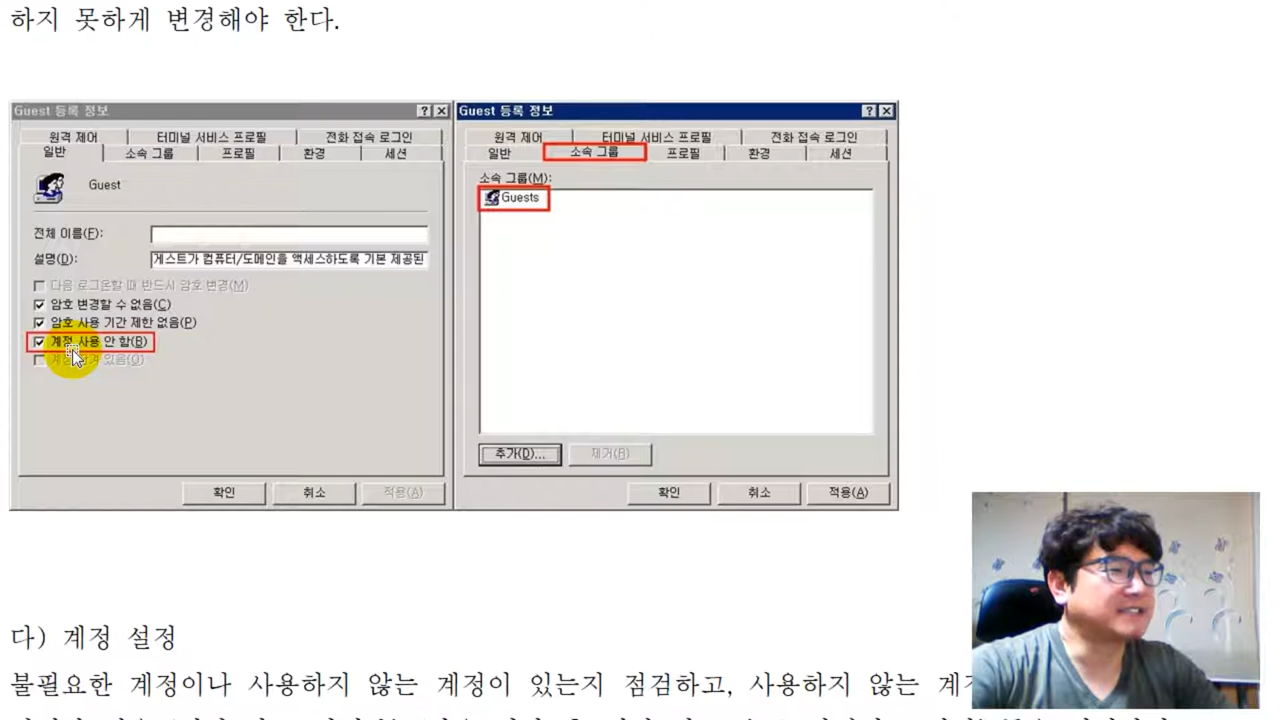 하지 못하게 변경해야 한다.
Guest 등록 정보
원격 제어 터미널 서비스 프로필 전화 접속 로그인
일반 소속 그룹 프로필 환경 세션
Guest
전체 이름(F):
설명(D): 게스트가 컴퓨터/도메인을 액세스하도록 기본 제공된
다음 로그온할 때 반드시 암호 변경(M)
암호 변경할 수 없음(C)
암호 사용 기간 제한 없음(P)
계정 사용 안 함(B)
있음(O)
확인 취소 적용(A)
Guest 등록 정보
원격 제어 터미널 서비스 프로필 전화 접속 로그인
일반 소속 그룹 프로필 환경 세션
소속 그룹(M):
Guests
추가(D)... 제거(R)
확인 취소 적용(A)
다) 계정 설정
불필요한 계정이나 사용하지 않는 계정이 있는지 점검하고, 사용하지 않는